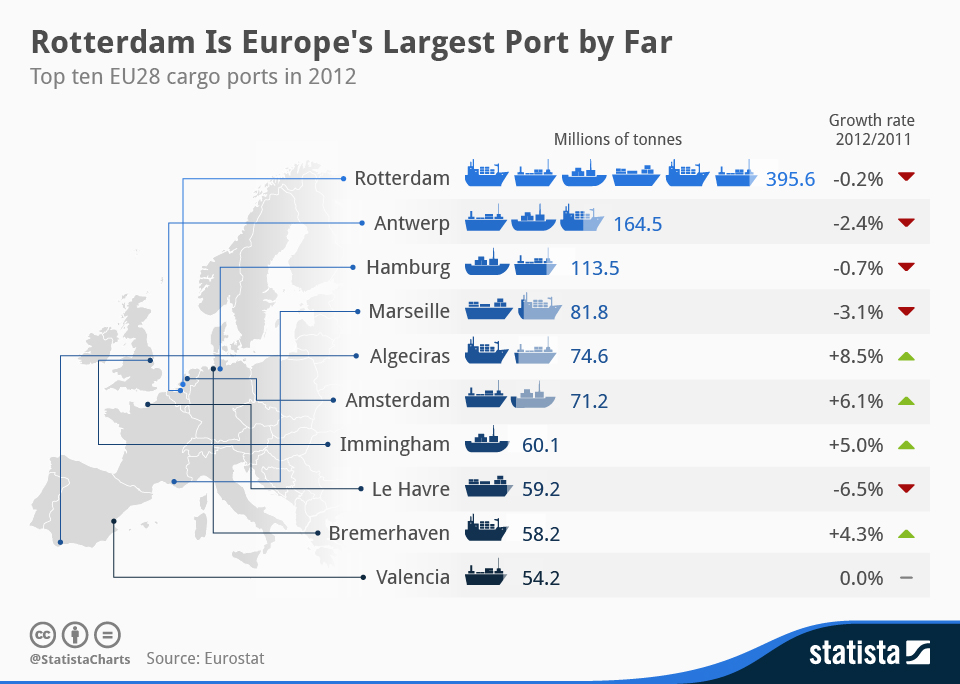 Rotterdam Is Europe's Largest Port by Far
Top ten EU28 cargo ports in 2012
Millions of tonnes
Growth rate
2012/2011
Rotterdam 395.6 -0.2%
Antwerp 164.5 -2.4%
Hamburg 113.5 -0.7%
Marseille 81.8 -3.1%
Algeciras 74.6 +8.5%
Amsterdam 71.2 +6.1%
Immingham 60.1 +5.0%
Le Havre 59.2 -6.5%
Bremerhaven 58.2 +4.3%
Valencia 54.2 0.0%
cc
@StatistaCharts Source: Eurostat
statista